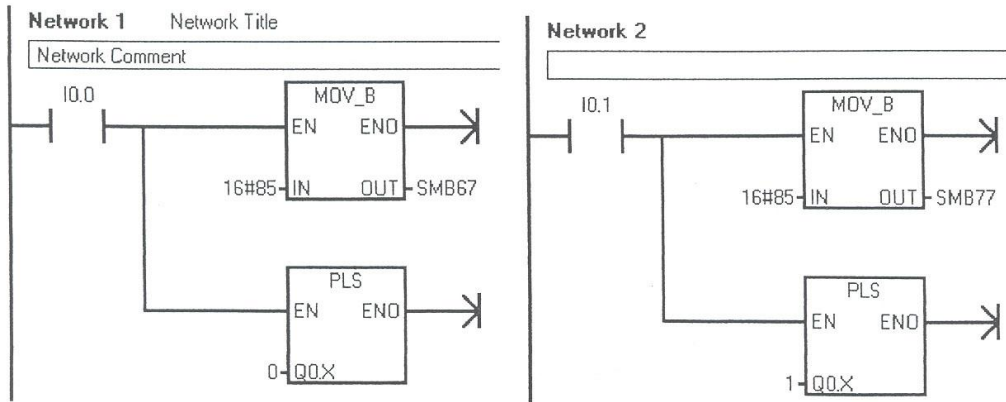 Network 1 Network Title
Network Comment
I0.0
MOV_B
EN ENO
16#85 IN OUT SMB67
PLS
EN ENO
0 Q0.X
Network 2
I0.1
MOV_B
EN ENO
16#85 IN OUT SMB77
PLS
EN ENO
1 Q0.X